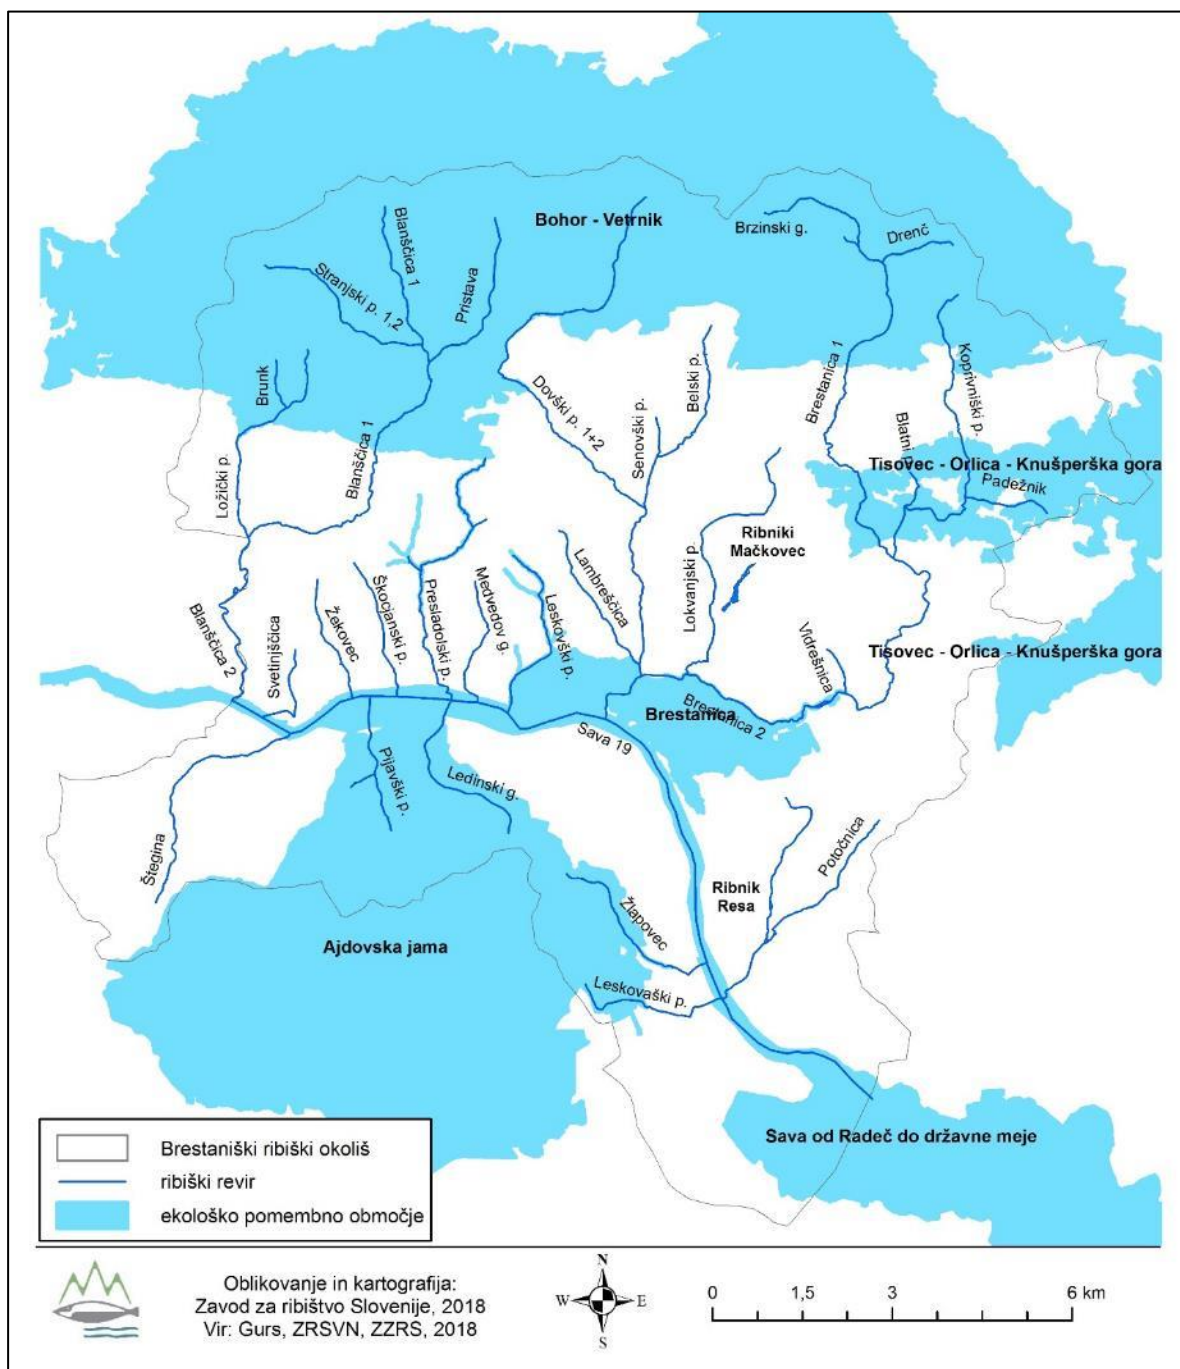 Bohor - Vetrnik
Brzinski g.
Drenč
Blanščica 1
Stranjski p. 1,2
Pristava
Brunk
Dovški p. 1+2
Senovški p.
Belski p.
Brestanica 1
Koprivniški p.
Blatni p.
Tisovec - Orlica - Knušperška gora
Padežnik
Ložički p.
Blanščica 1
Ribniki
Mačkovec
Lokvanjski p.
Lambreščica
Leskovški p.
Medvedov g.
Presladolski p.
Škocjanski p.
Žekovec
Svetinjščica
Blanščica 2
Vidrešnica
Tisovec - Orlica - Knušperška gora
Brestanica
Brestanica 2
Sava 19
Pijavški p.
Ledinski g.
Štegina
Potočnica
Ribnik
Resa
Žlapovec
Ajdovska jama
Leskovaški p.
Sava od Radeč do državne meje
Brestaniški ribiški okoliš
ribiški revir
ekološko pomembno območje
Oblikovanje in kartografija:
Zavod za ribištvo Slovenije, 2018
Vir: Gurs, ZRSVN, ZZRS, 2018
N
W E
S
0 1,5 3 6 km